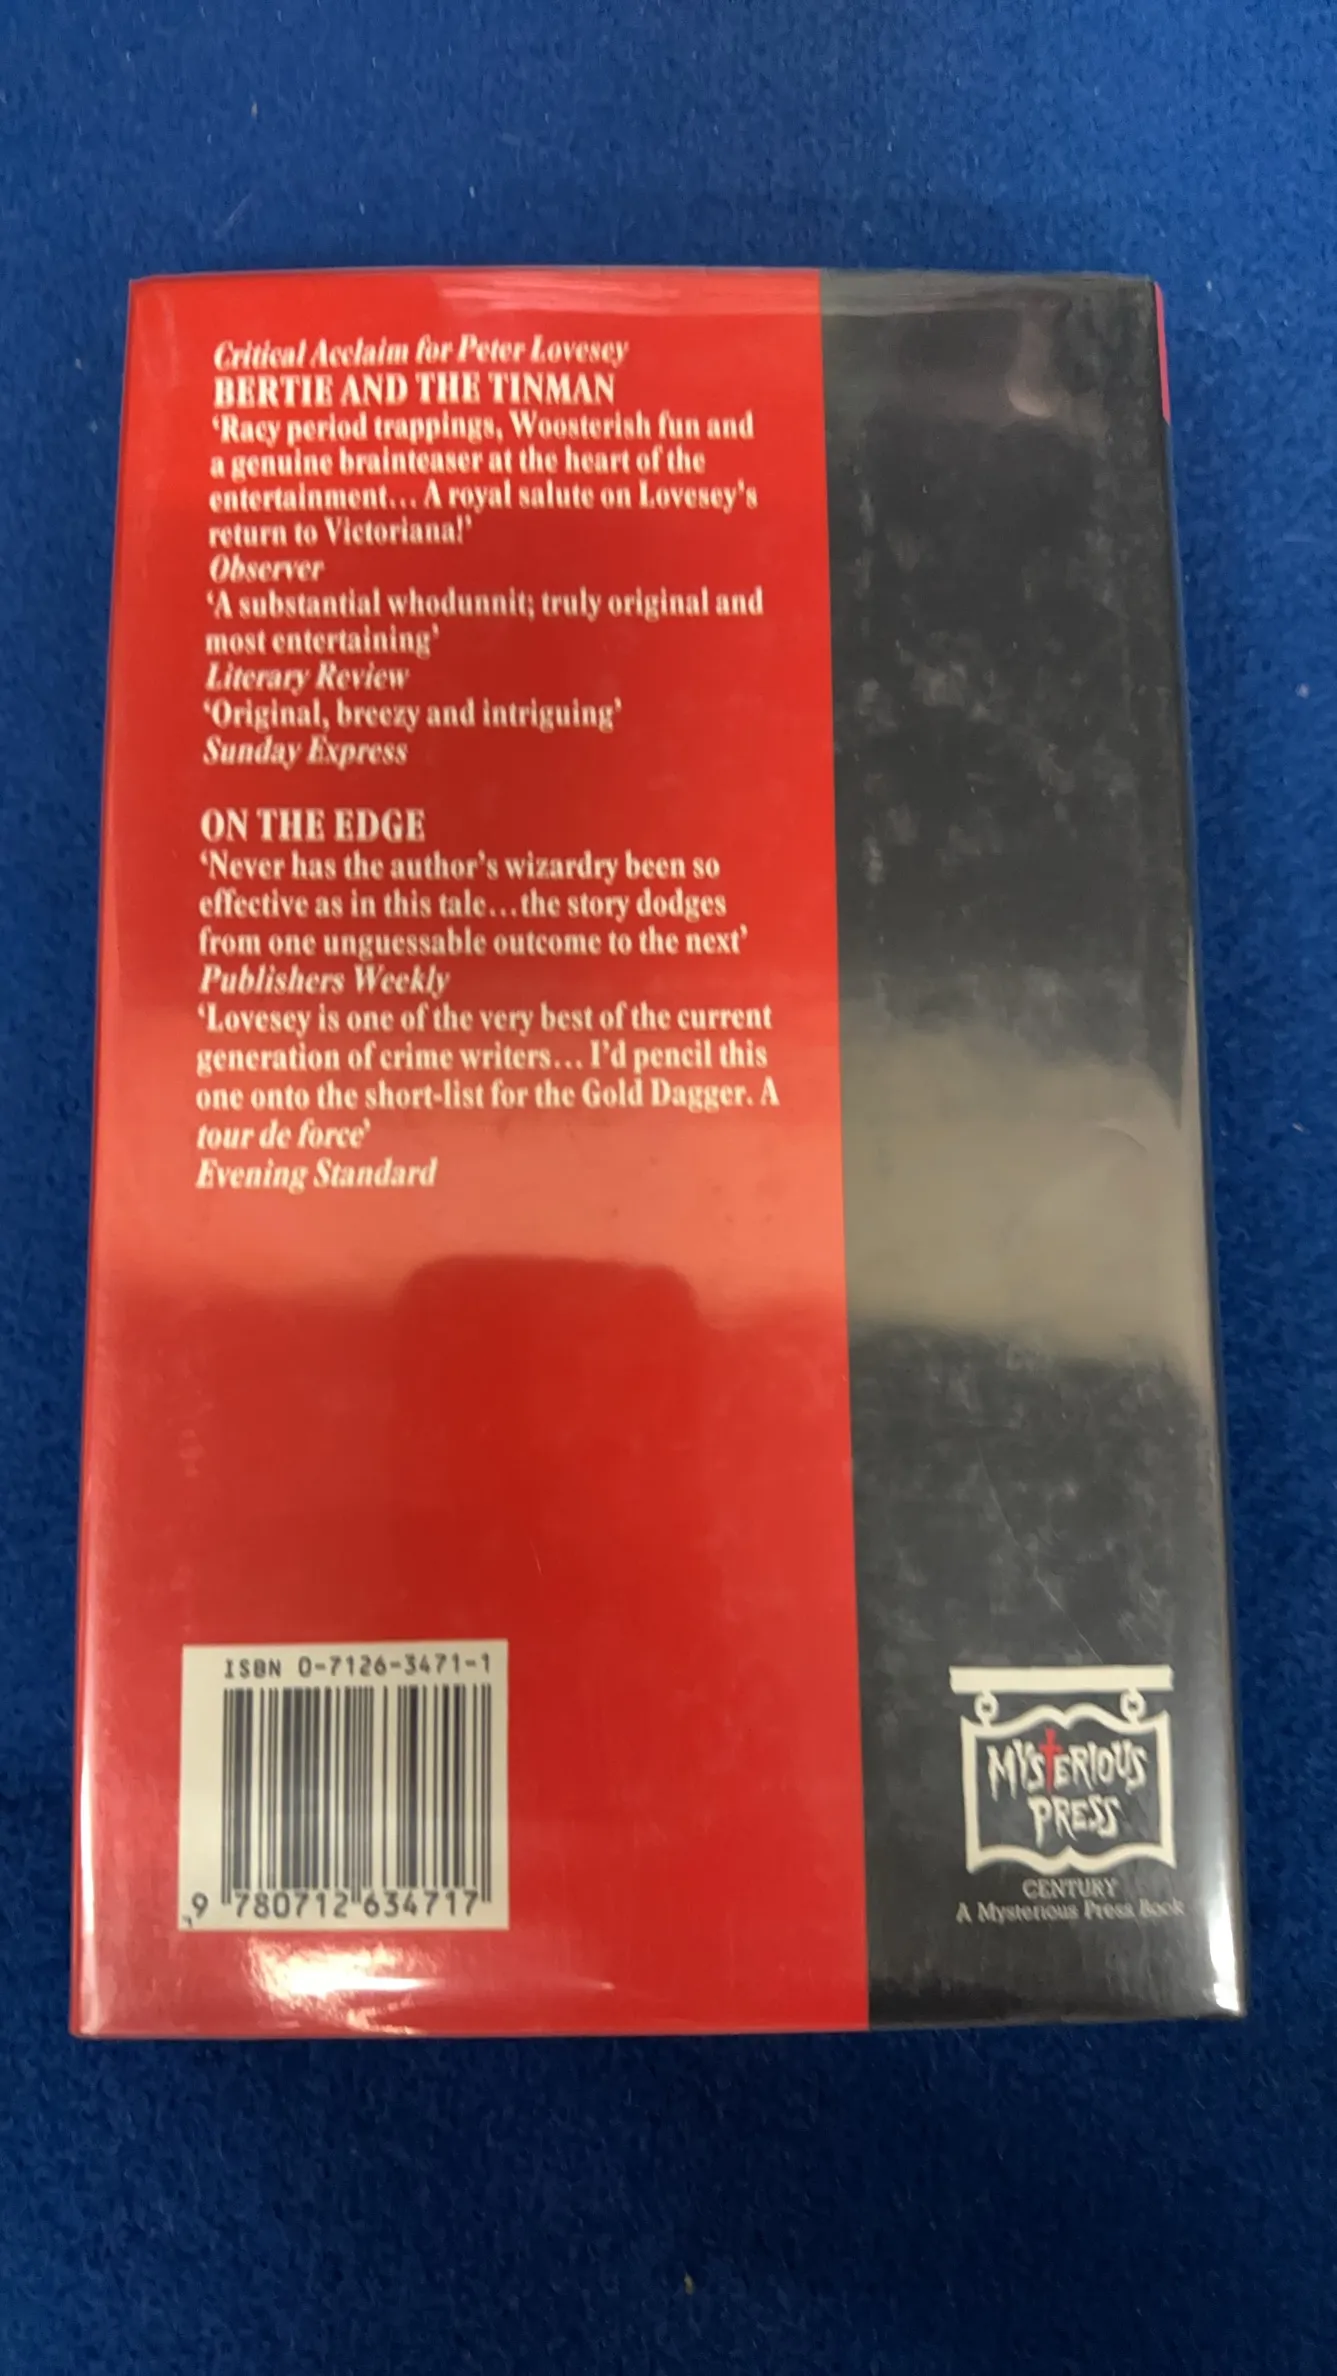 Critical Acclaim for Peter Lovesey
BERTIE AND THE TINMAN
‘Racy period trappings, Woosterish fun and
a genuine brainteaser at the heart of the
entertainment... A royal salute on Lovesey’s
return to Victoriana!’
Observer
‘A substantial whodunnit; truly original and
most entertaining’
Literary Review
‘Original, breezy and intriguing’
Sunday Express
ON THE EDGE
‘Never has the author’s wizardry been so
effective as in this tale...the story dodges
from one unguessable outcome to the next’
Publishers Weekly
‘Lovesey is one of the very best of the current
generation of crime writers... I’d pencil this
one onto the short-list for the Gold Dagger. A
tour de force’
Evening Standard
ISBN 0-7126-3471-1
9 780712 634717
MYSTERIOUS
PRESS
CENTURY
A Mysterious Press Book